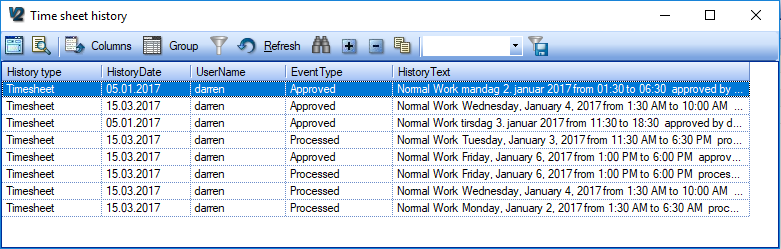 V2 Time sheet history
Columns Group Refresh
History type HistoryDate UserName EventType HistoryText
Timesheet 05.01.2017 darren Approved Normal Work mandag 2. januar 2017 from 01:30 to 06:30 approved by ...
Timesheet 15.03.2017 darren Approved Normal Work Wednesday, January 4, 2017 from 1:30 AM to 10:00 AM ...
Timesheet 05.01.2017 darren Approved Normal Work tirsdag 3. januar 2017 from 11:30 to 18:30 approved by d...
Timesheet 15.03.2017 darren Processed Normal Work Tuesday, January 3, 2017 from 11:30 AM to 6:30 PM pro...
Timesheet 15.03.2017 darren Approved Normal Work Friday, January 6, 2017 from 1:00 PM to 6:00 PM approv...
Timesheet 15.03.2017 darren Processed Normal Work Friday, January 6, 2017 from 1:00 PM to 6:00 PM proces...
Timesheet 15.03.2017 darren Processed Normal Work Wednesday, January 4, 2017 from 1:30 AM to 10:00 AM ...
Timesheet 15.03.2017 darren Processed Normal Work Monday, January 2, 2017 from 1:30 AM to 6:30 AM proc...